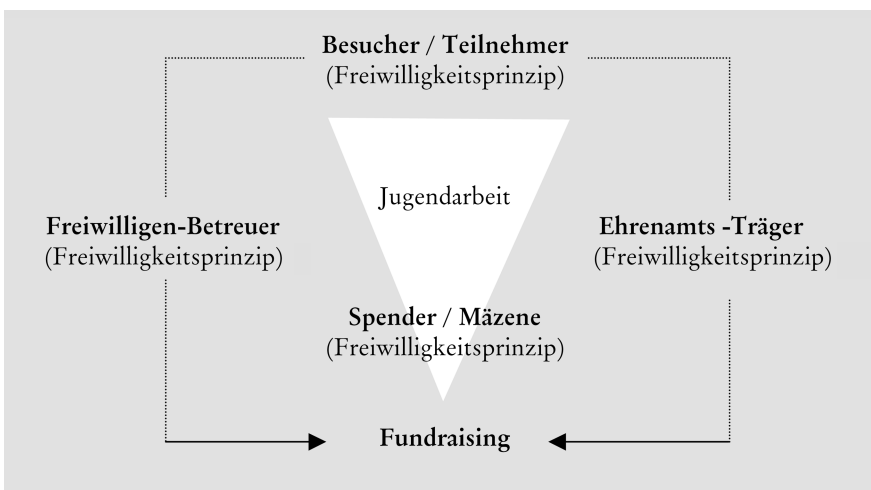 Besucher / Teilnehmer
(Freiwilligkeitsprinzip)
Jugendarbeit
Freiwilligen-Betreuer
(Freiwilligkeitsprinzip)
Ehrenamts -Träger
(Freiwilligkeitsprinzip)
Spender / Mäzene
(Freiwilligkeitsprinzip)
Fundraising